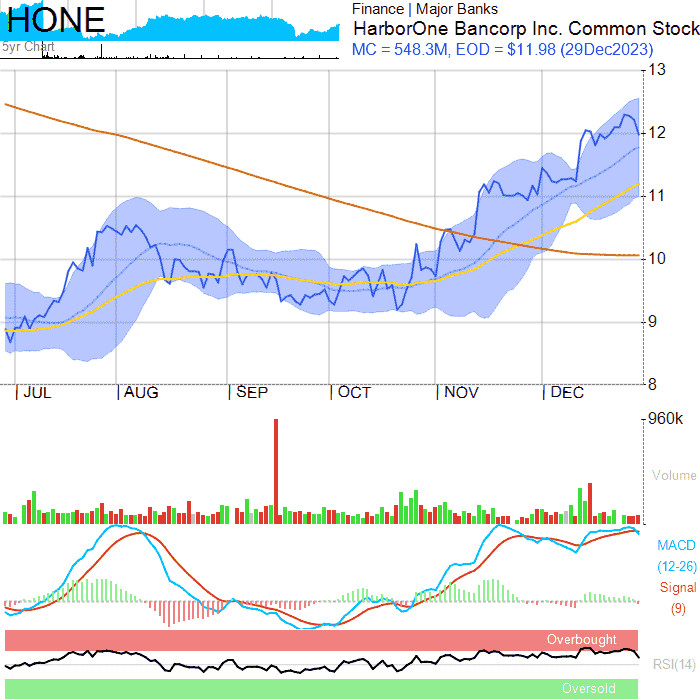 HONE
5yr Chart
Finance | Major Banks
HarborOne Bancorp Inc. Common Stock
MC = 548.3M, EOD = $11.98 (29Dec2023)
13
12
11
10
9
8
JUL AUG SEP OCT NOV DEC
960k
Volume
MACD
(12-26)
Signal
(9)
Overbought
RSI(14)
Oversold